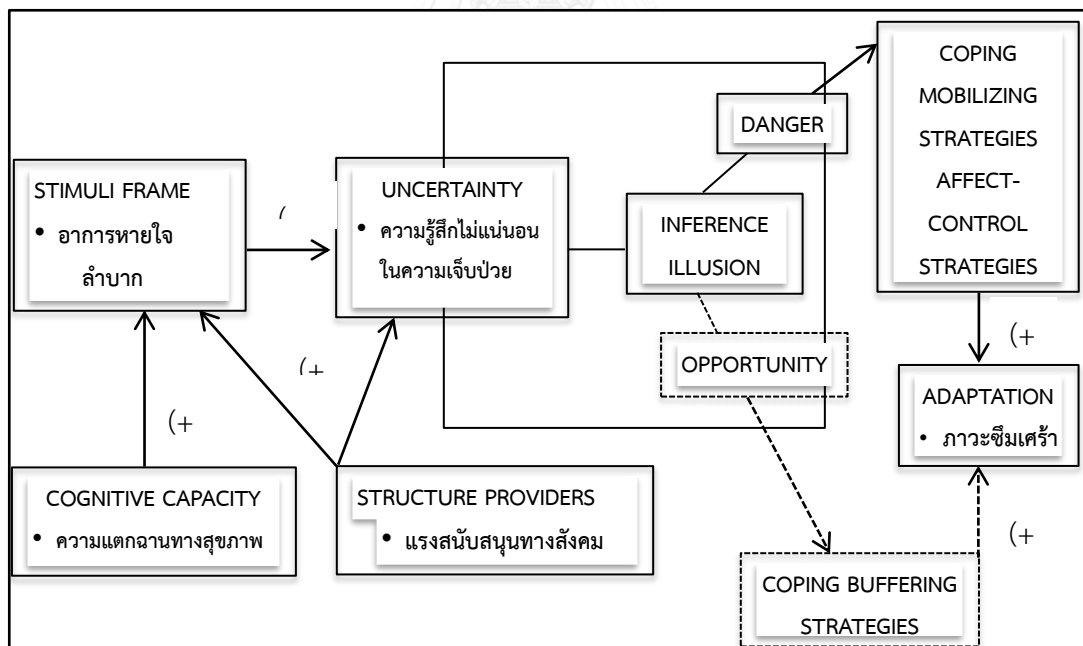 COPING
MOBILIZING
STRATEGIES
AFFECT-
CONTROL
STRATEGIES
DANGER
STIMULI FRAME
• อาการหายใจ
ลำบาก
(
UNCERTAINTY
• ความรู้สึกไม่แน่นอน
ในความเจ็บป่วย
INFERENCE
ILLUSION
(+
(+
OPPORTUNITY
ADAPTATION
• ภาวะซึมเศร้า
(+
COGNITIVE CAPACITY
• ความแตกฉานทางสุขภาพ
STRUCTURE PROVIDERS
• แรงสนับสนุนทางสังคม
(+
COPING BUFFERING
STRATEGIES